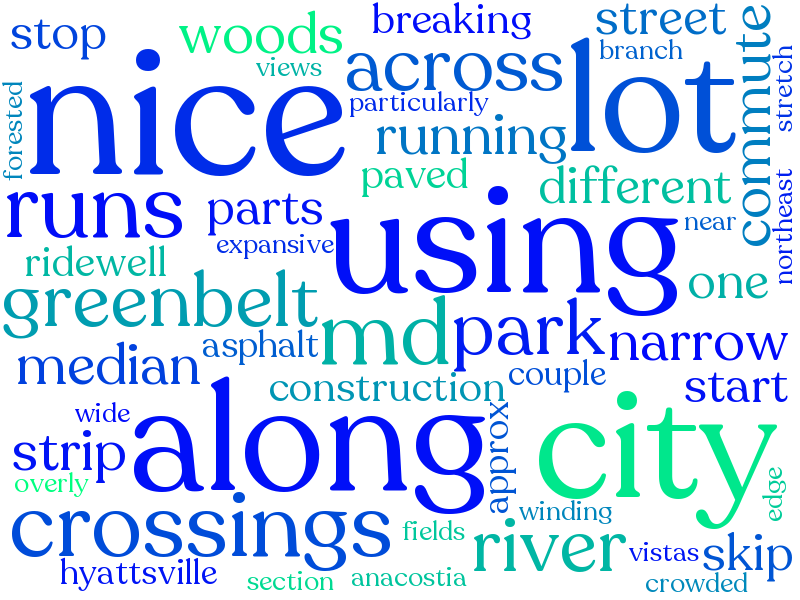 stop
woods
views
breaking
street
branch
commute
stretch
forested
nice
across
particularly
running
lot
paved
different
northeast
runs
parts
expansive
using
near
ridewell
one
greenbelt
asphalt
md
park
narrow
median
construction
couple
start
wide
strip
along
approx
city
overly
edge
crossings
fields
winding
river
vistas
skip
hyattsville
section
anacostia
crowded